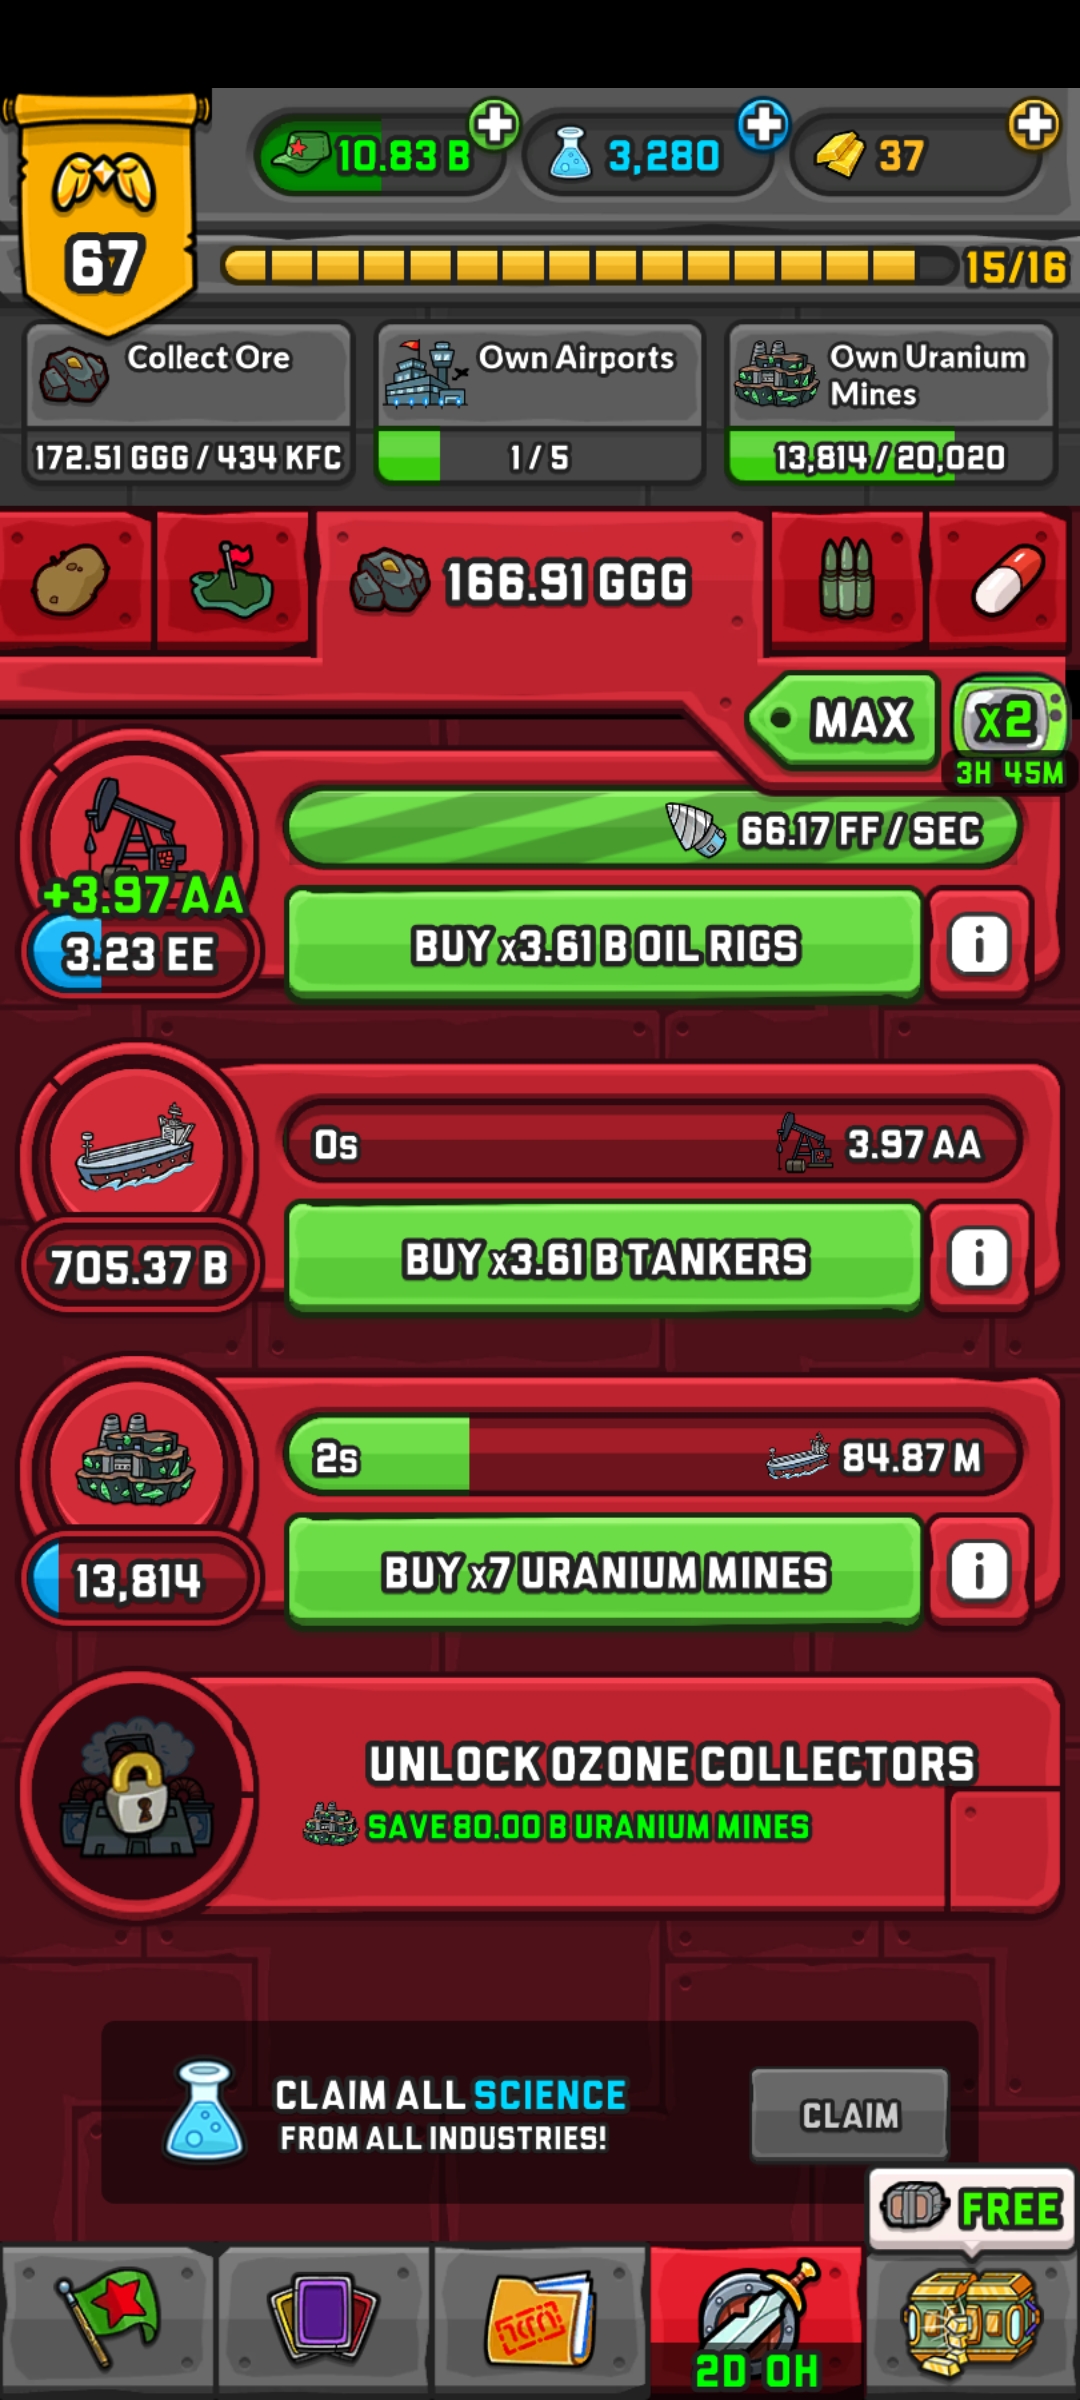 10.83 B
3,280
37
67
15/16
Collect Ore
172.51 GGG / 434 KFC
Own Airports
1 / 5
Own Uranium
Mines
13,814 / 20,020
166.91 GGG
MAX
x2
3H 45M
66.17 FF / SEC
+3.97 AA
3.23 EE
BUY x3.61 B OIL RIGS
i
0s
3.97 AA
705.37 B
BUY x3.61 B TANKERS
i
2s
84.87 M
13,814
BUY x7 URANIUM MINES
i
UNLOCK OZONE COLLECTORS
SAVE 80.00 B URANIUM MINES
CLAIM ALL SCIENCE
FROM ALL INDUSTRIES!
CLAIM
FREE
2D 0H